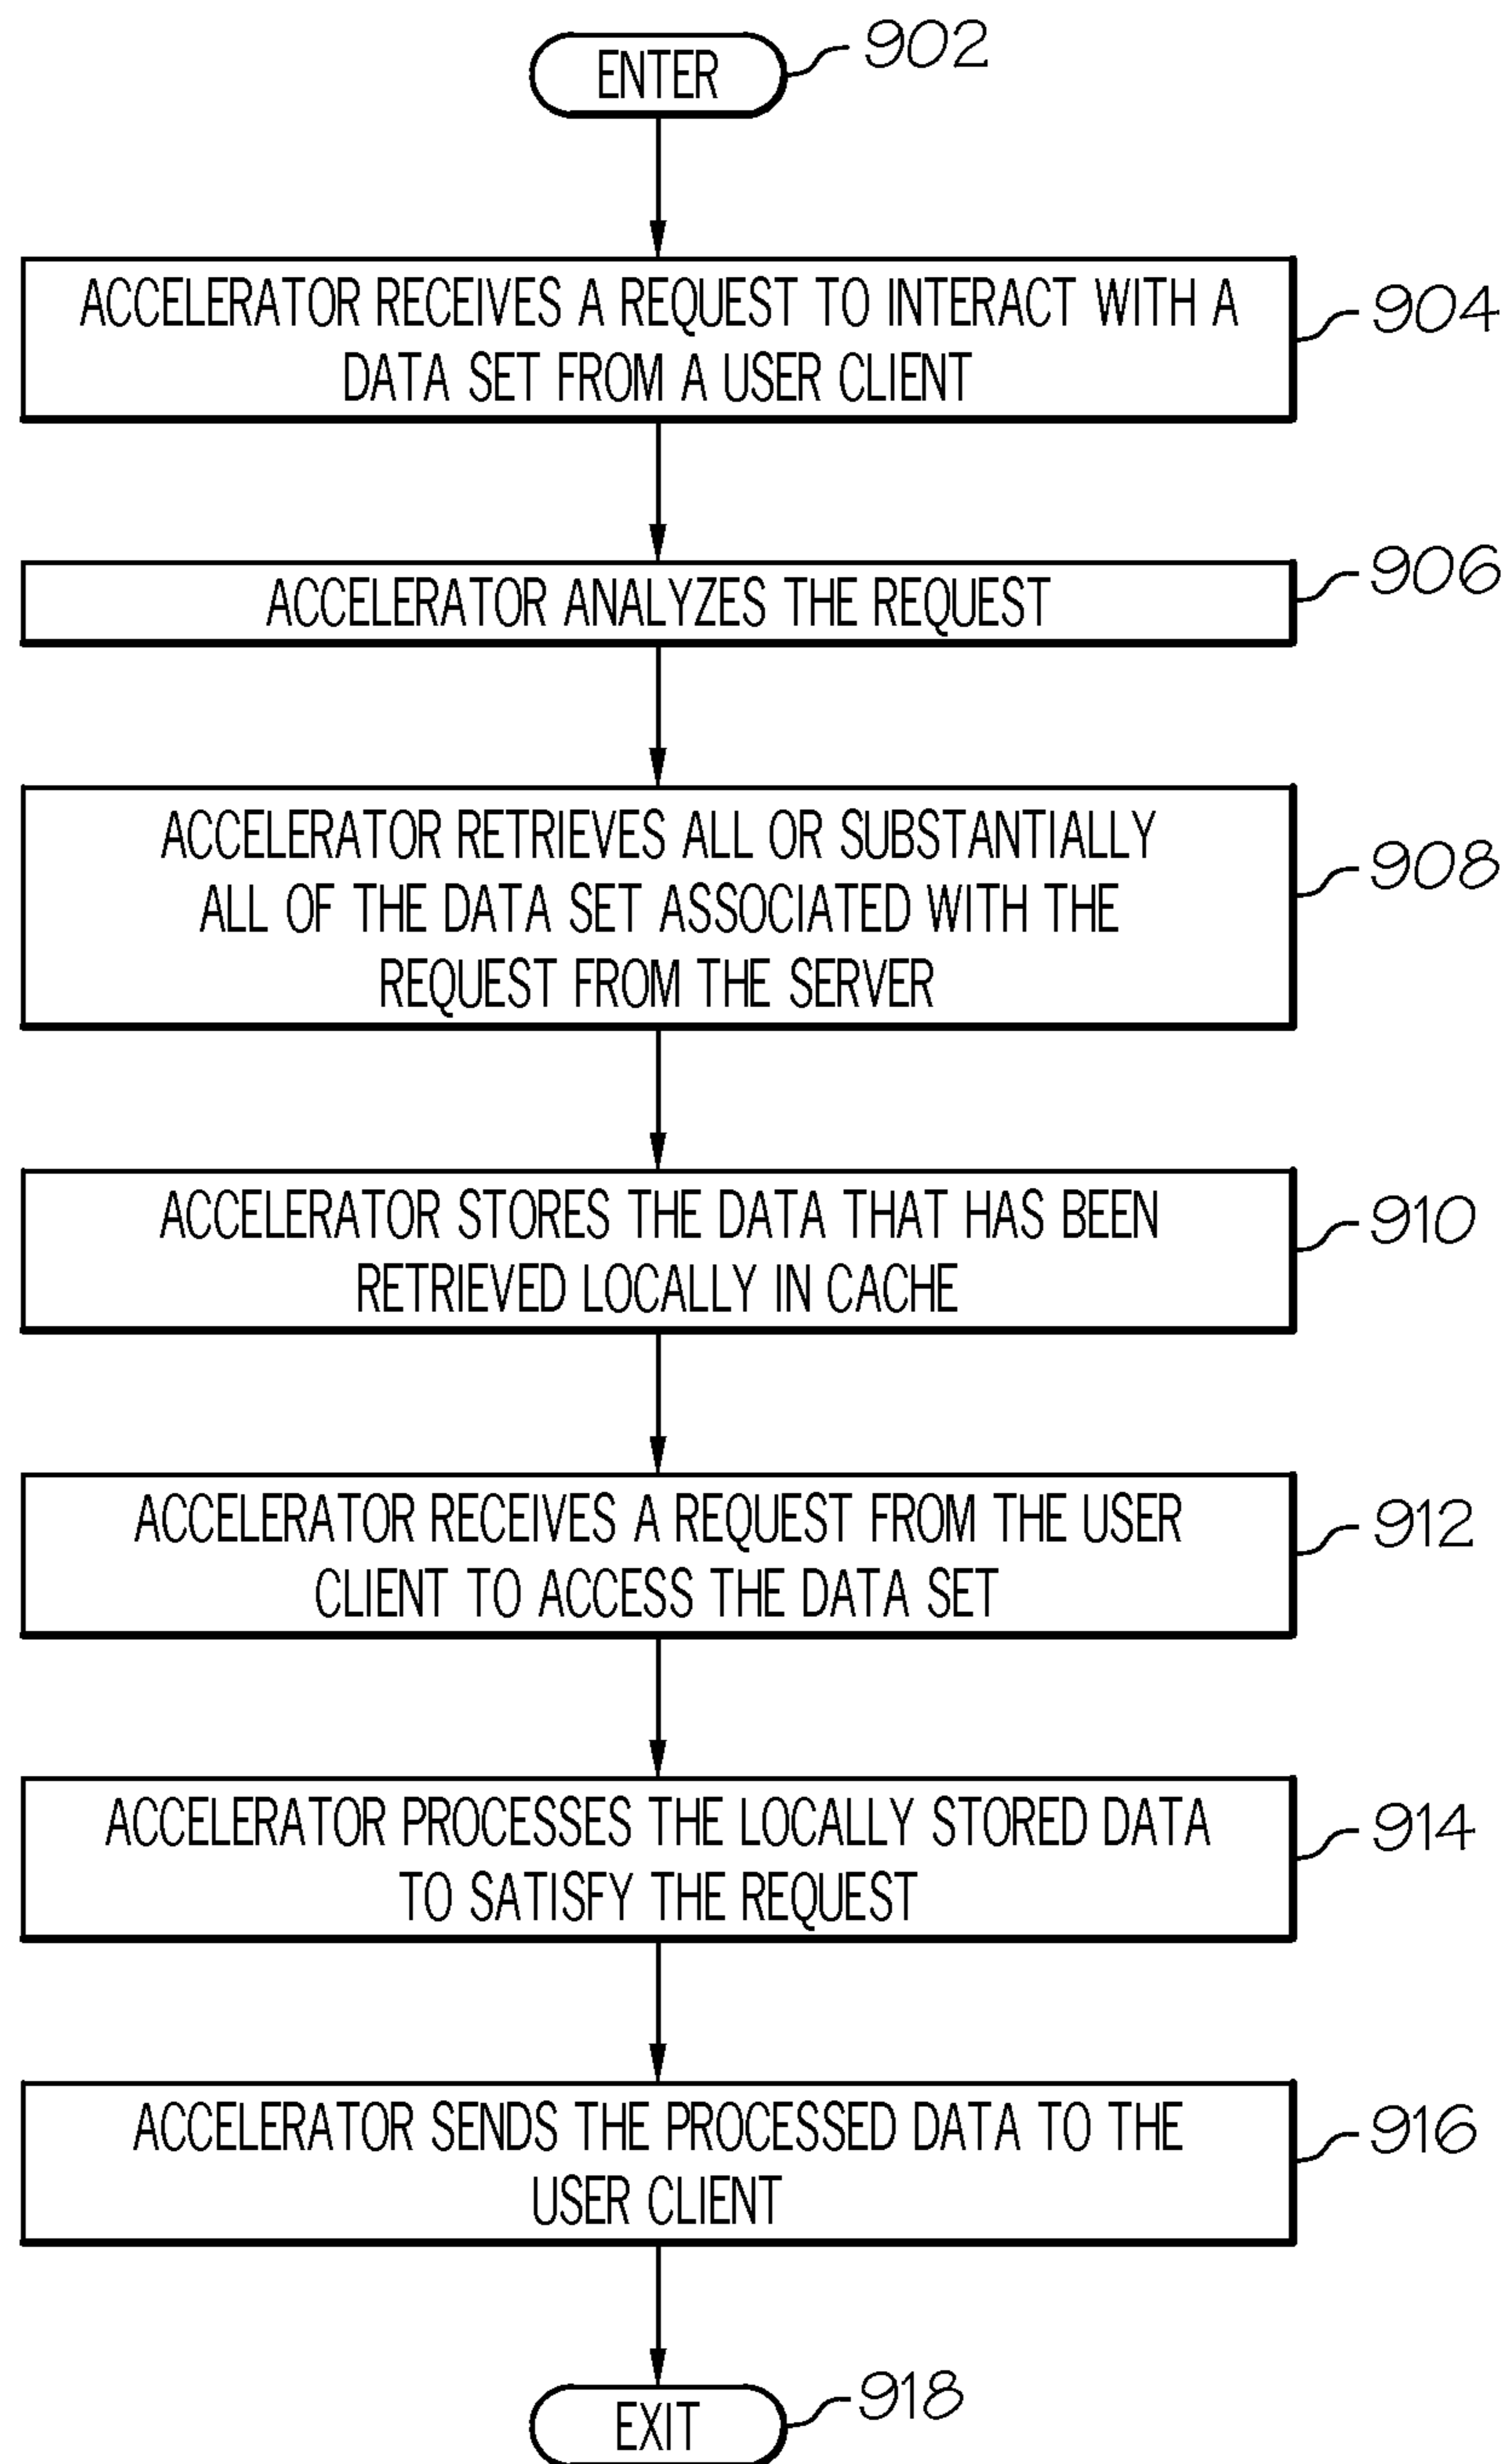 ENTER
902
ACCELERATOR RECEIVES A REQUEST TO INTERACT WITH A
DATA SET FROM A USER CLIENT
904
ACCELERATOR ANALYZES THE REQUEST
906
ACCELERATOR RETRIEVES ALL OR SUBSTANTIALLY
ALL OF THE DATA SET ASSOCIATED WITH THE
REQUEST FROM THE SERVER
908
ACCELERATOR STORES THE DATA THAT HAS BEEN
RETRIEVED LOCALLY IN CACHE
910
ACCELERATOR RECEIVES A REQUEST FROM THE USER
CLIENT TO ACCESS THE DATA SET
912
ACCELERATOR PROCESSES THE LOCALLY STORED DATA
TO SATISFY THE REQUEST
914
ACCELERATOR SENDS THE PROCESSED DATA TO THE
USER CLIENT
916
EXIT
918